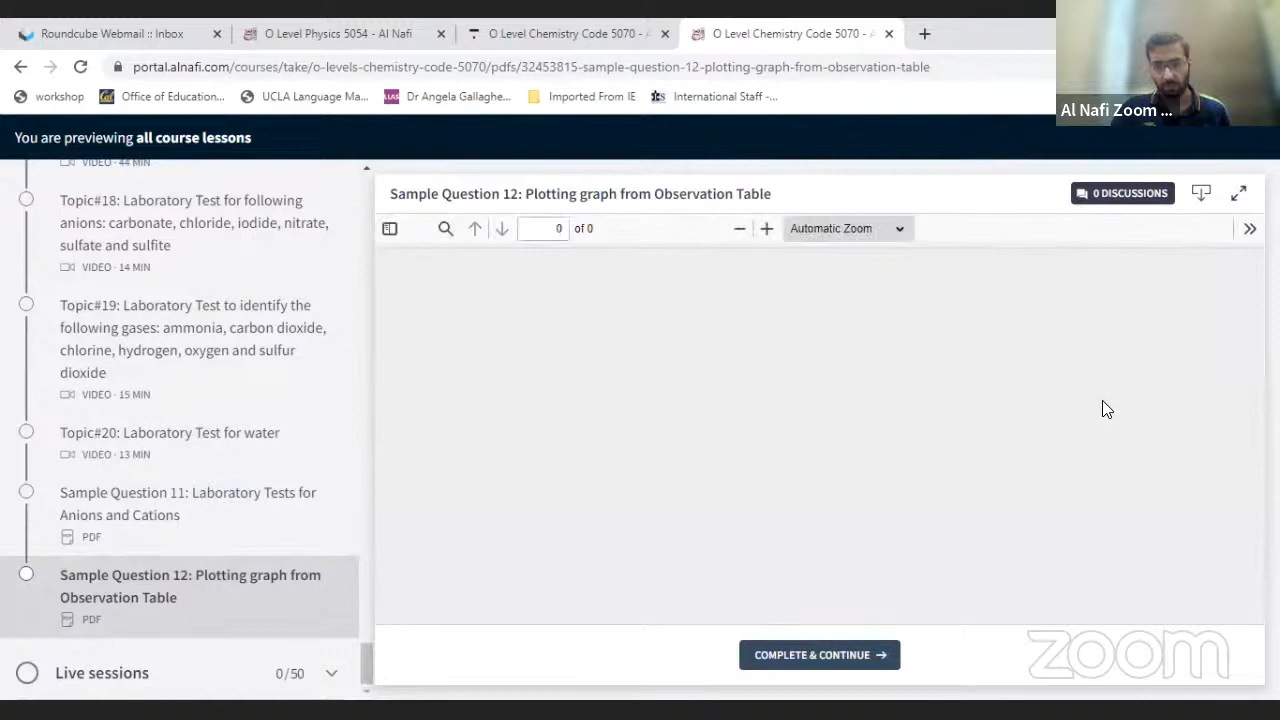 Roundcube Webmail :: Inbox
O Level Physics 5054 - Al Nafi
O Level Chemistry Code 5070 - A
O Level Chemistry Code 5070 - A
portal.alnafi.com/courses/take/o-levels-chemistry-code-5070/pdfs/32453815-sample-question-12-plotting-graph-from-observation-table
workshop
Office of Education...
UCLA Language Ma...
Dr Angela Gallaghe...
Imported From IE
International Staff -...
Al Nafi Zoom ...
You are previewing all course lessons
VIDEO · 44 MIN
Topic#18: Laboratory Test for following
anions: carbonate, chloride, iodide, nitrate,
sulfate and sulfite
VIDEO · 14 MIN
Topic#19: Laboratory Test to identify the
following gases: ammonia, carbon dioxide,
chlorine, hydrogen, oxygen and sulfur
dioxide
VIDEO · 15 MIN
Topic#20: Laboratory Test for water
VIDEO · 13 MIN
Sample Question 11: Laboratory Tests for
Anions and Cations
PDF
Sample Question 12: Plotting graph from
Observation Table
PDF
Live sessions 0/50
Sample Question 12: Plotting graph from Observation Table
0 DISCUSSIONS
0 of 0
Automatic Zoom
COMPLETE & CONTINUE →
zoom